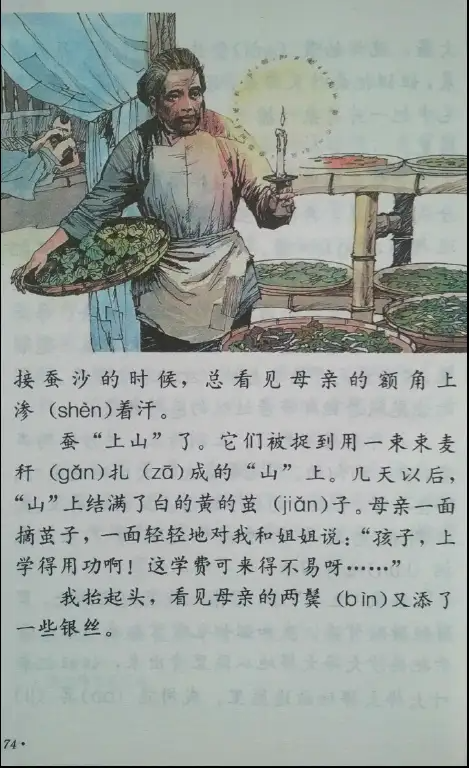 接蚕沙的时候，总看见母亲的额角上
渗（shèn）着汗。
蚕“上山”了。它们被捉到用一束束麦
秆（gǎn）扎（zā）成的“山”上。几天以后，
“山”上结满了白的黄的茧（jiǎn）子。母亲一面
摘茧子，一面轻轻地对我和姐姐说：“孩子，上
学得用功啊！这学费可来得不易呀……”
我抬起头，看见母亲的两鬓（bìn）又添了
一些银丝。
74·